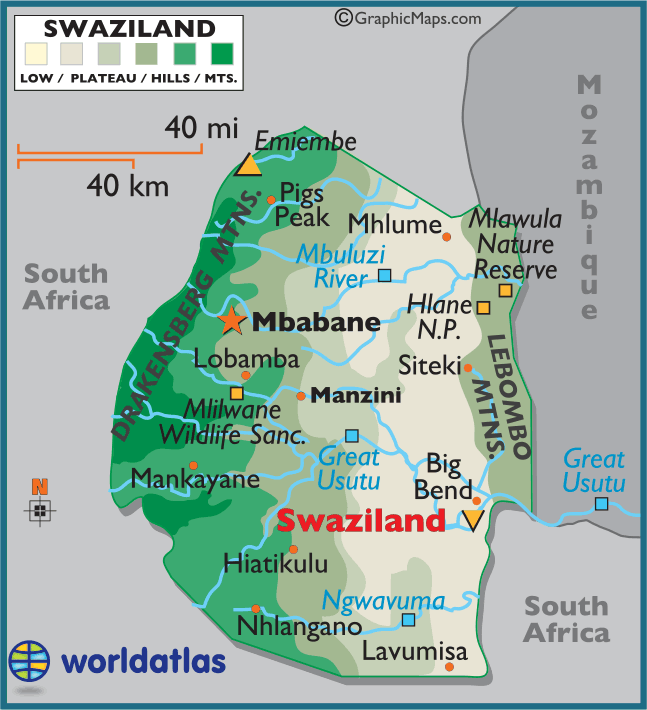 ©GraphicMaps.com
SWAZILAND
LOW / PLATEAU / HILLS / MTS.
40 mi
40 km
Emiembe
Pigs
Peak
Mhlume
Mlawula
Nature
Reserve
Mozambique
Mbuluzi
River
South
Africa
DRAKENSBERG MTNS.
Hlane
N.P.
Mbabane
Lobamba
Siteki
LEBOMBO
MTNS.
Manzini
Mlilwane
Wildlife Sanc.
Great
Usutu
Big
Bend
Great
Usutu
Mankayane
N
Swaziland
Hiatikulu
Ngwavuma
South
Africa
Nhlangano
Lavumisa
worldatlas